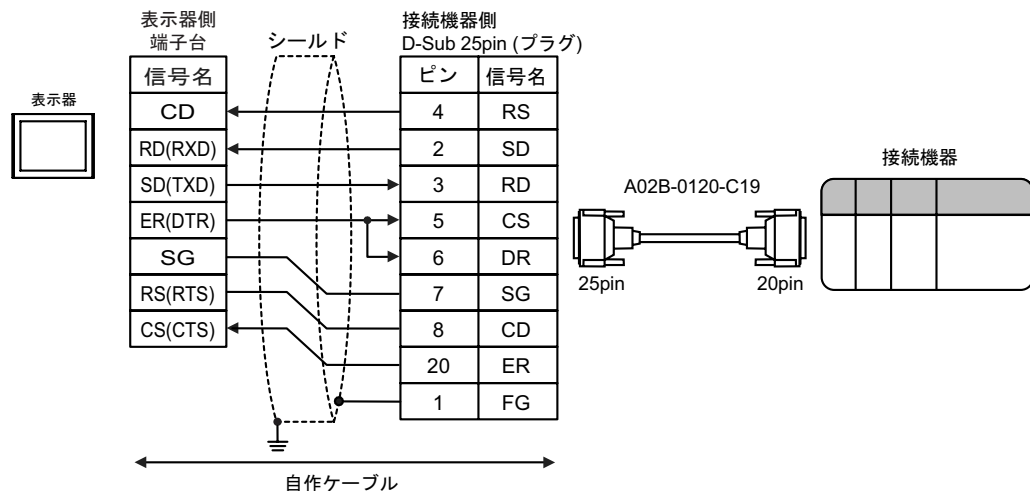 表示器側
端子台
シールド
接続機器側
D-Sub 25pin (プラグ)
信号名
ピン 信号名
表示器
CD 4 RS
RD(RXD) 2 SD
SD(TXD) 3 RD
ER(DTR) 5 CS
6 DR
SG 7 SG
RS(RTS) 8 CD
CS(CTS) 20 ER
1 FG
A02B-0120-C19
25pin
20pin
接続機器
自作ケーブル